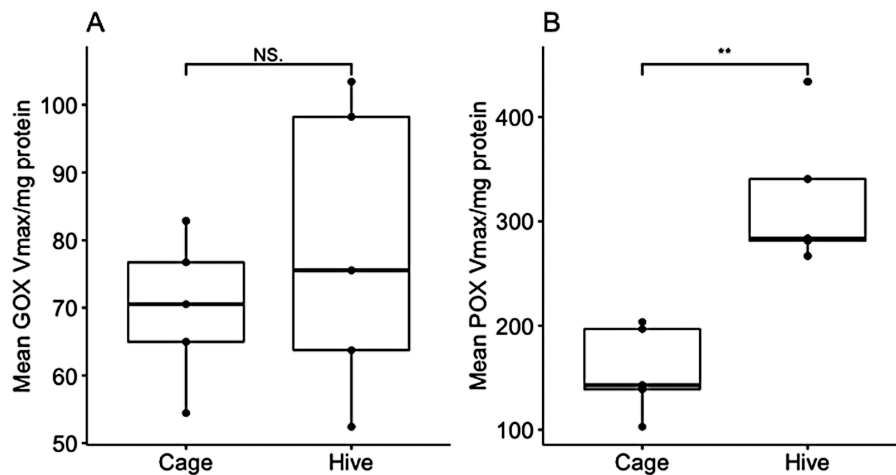 A
NS.
Mean GOX Vmax/mg protein
100
90
80
70
60
50
Cage Hive
B
**
Mean POX Vmax/mg protein
400
300
200
100
Cage Hive